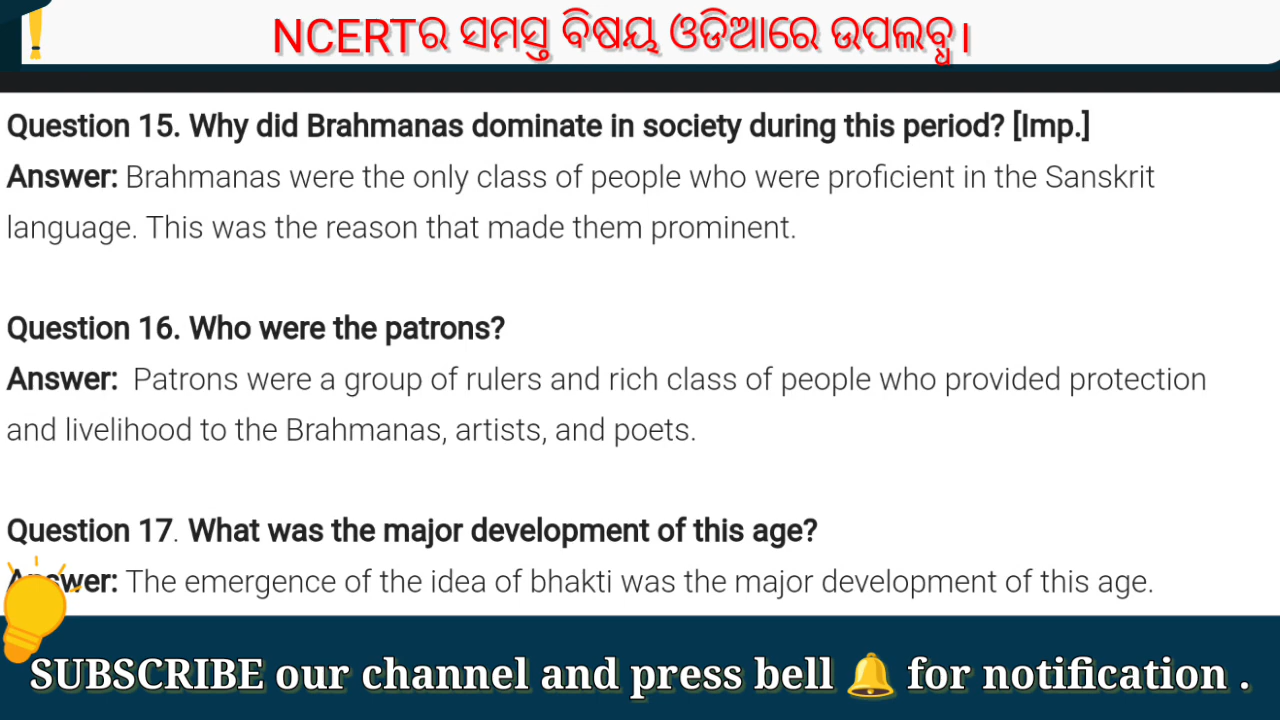 NCERTର ସମସ୍ତ ବିଷୟ ଓଡିଆରେ ଉପଲବ୍ଧ।
Question 15. Why did Brahmanas dominate in society during this period? [Imp.]
Answer: Brahmanas were the only class of people who were proficient in the Sanskrit
language. This was the reason that made them prominent.
Question 16. Who were the patrons?
Answer: Patrons were a group of rulers and rich class of people who provided protection
and livelihood to the Brahmanas, artists, and poets.
Question 17. What was the major development of this age?
Answer: The emergence of the idea of bhakti was the major development of this age.
SUBSCRIBE our channel and press bell 🔔 for notification .